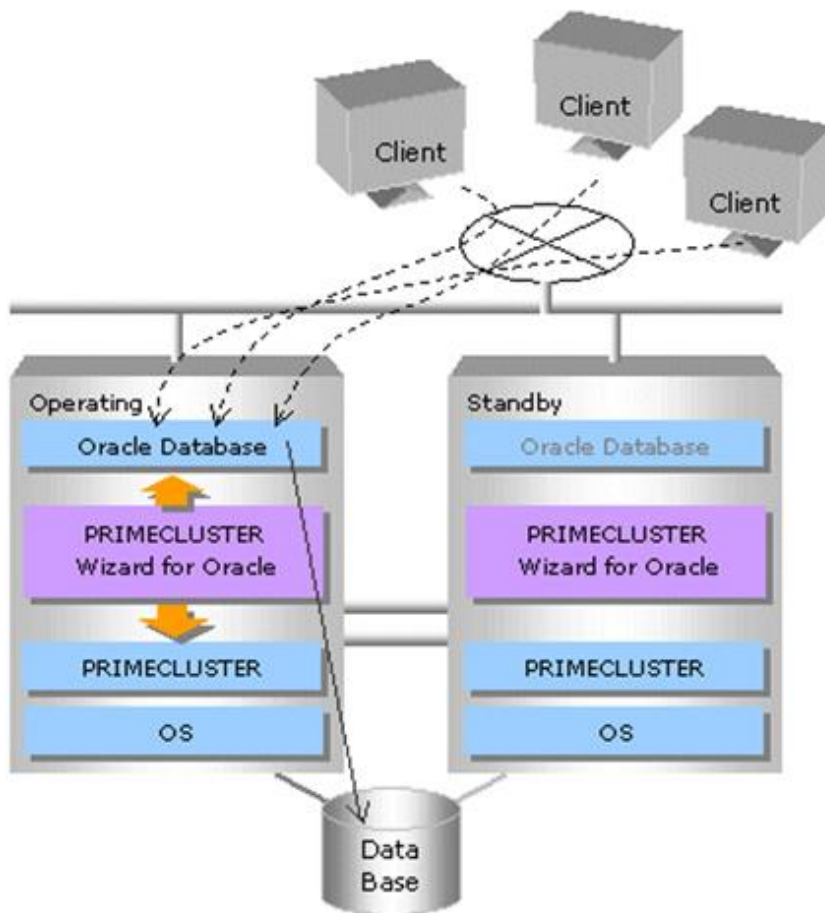 Client
Client
Client
Operating
Oracle Database
PRIMECLUSTER
Wizard for Oracle
PRIMECLUSTER
OS
Standby
Oracle Database
PRIMECLUSTER
Wizard for Oracle
PRIMECLUSTER
OS
Data
Base